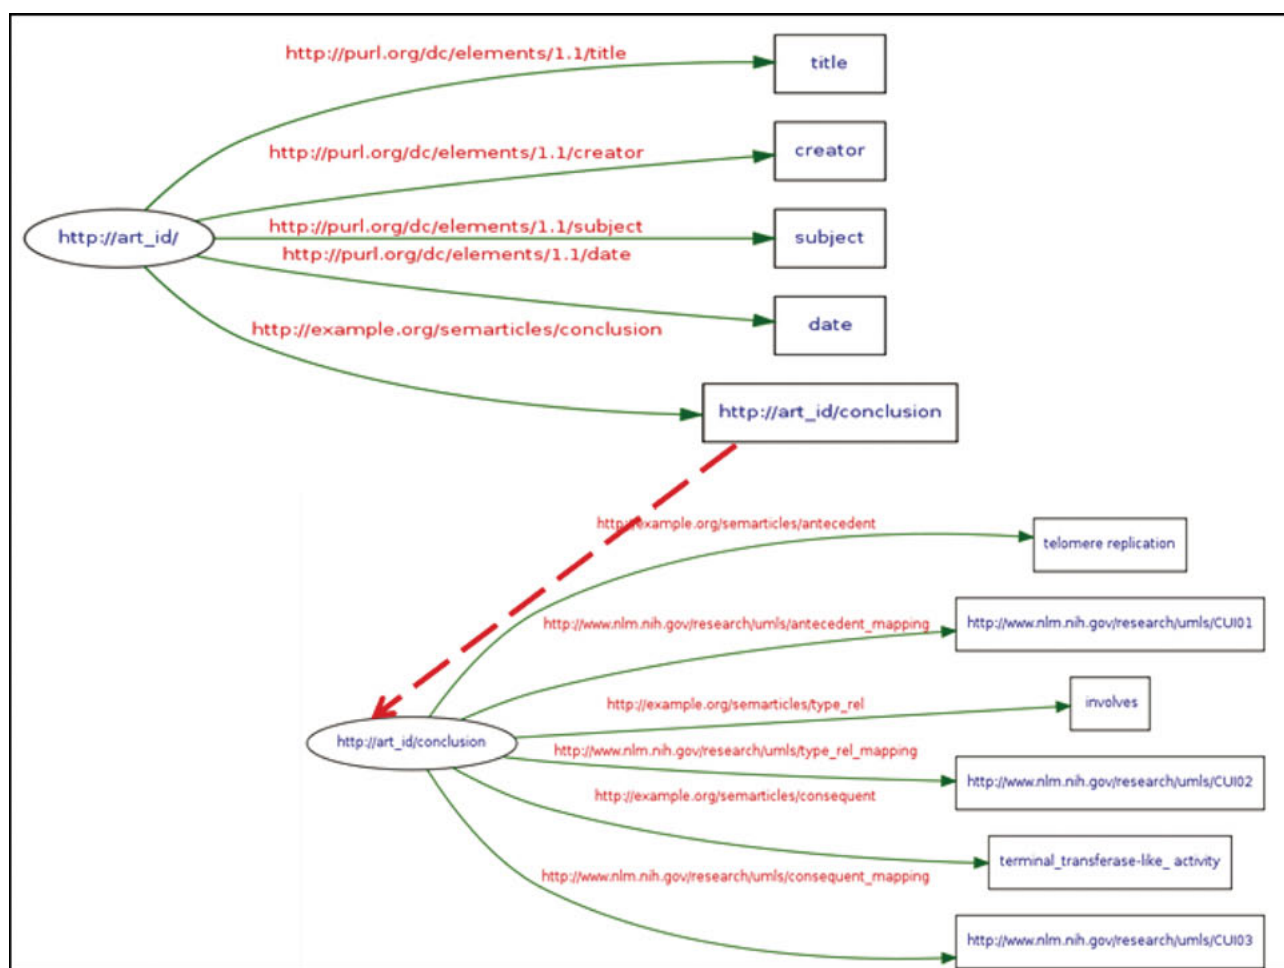 http://purl.org/dc/elements/1.1/title
title
http://purl.org/dc/elements/1.1/creator
creator
http://art_id/
http://purl.org/dc/elements/1.1/subject
subject
http://purl.org/dc/elements/1.1/date
date
http://example.org/semarticles/conclusion
http://art_id/conclusion
http://example.org/semarticles/antecedent
telomere replication
http://www.nlm.nih.gov/research/umls/antecedent_mapping
http://www.nlm.nih.gov/research/umls/CUI01
http://example.org/semarticles/type_rel
involves
http://art_id/conclusion
http://www.nlm.nih.gov/research/umls/type_rel_mapping
http://www.nlm.nih.gov/research/umls/CUI02
http://example.org/semarticles/consequent
terminal_transferase-like_ activity
http://www.nlm.nih.gov/research/umls/consequent_mapping
http://www.nlm.nih.gov/research/umls/CUI03